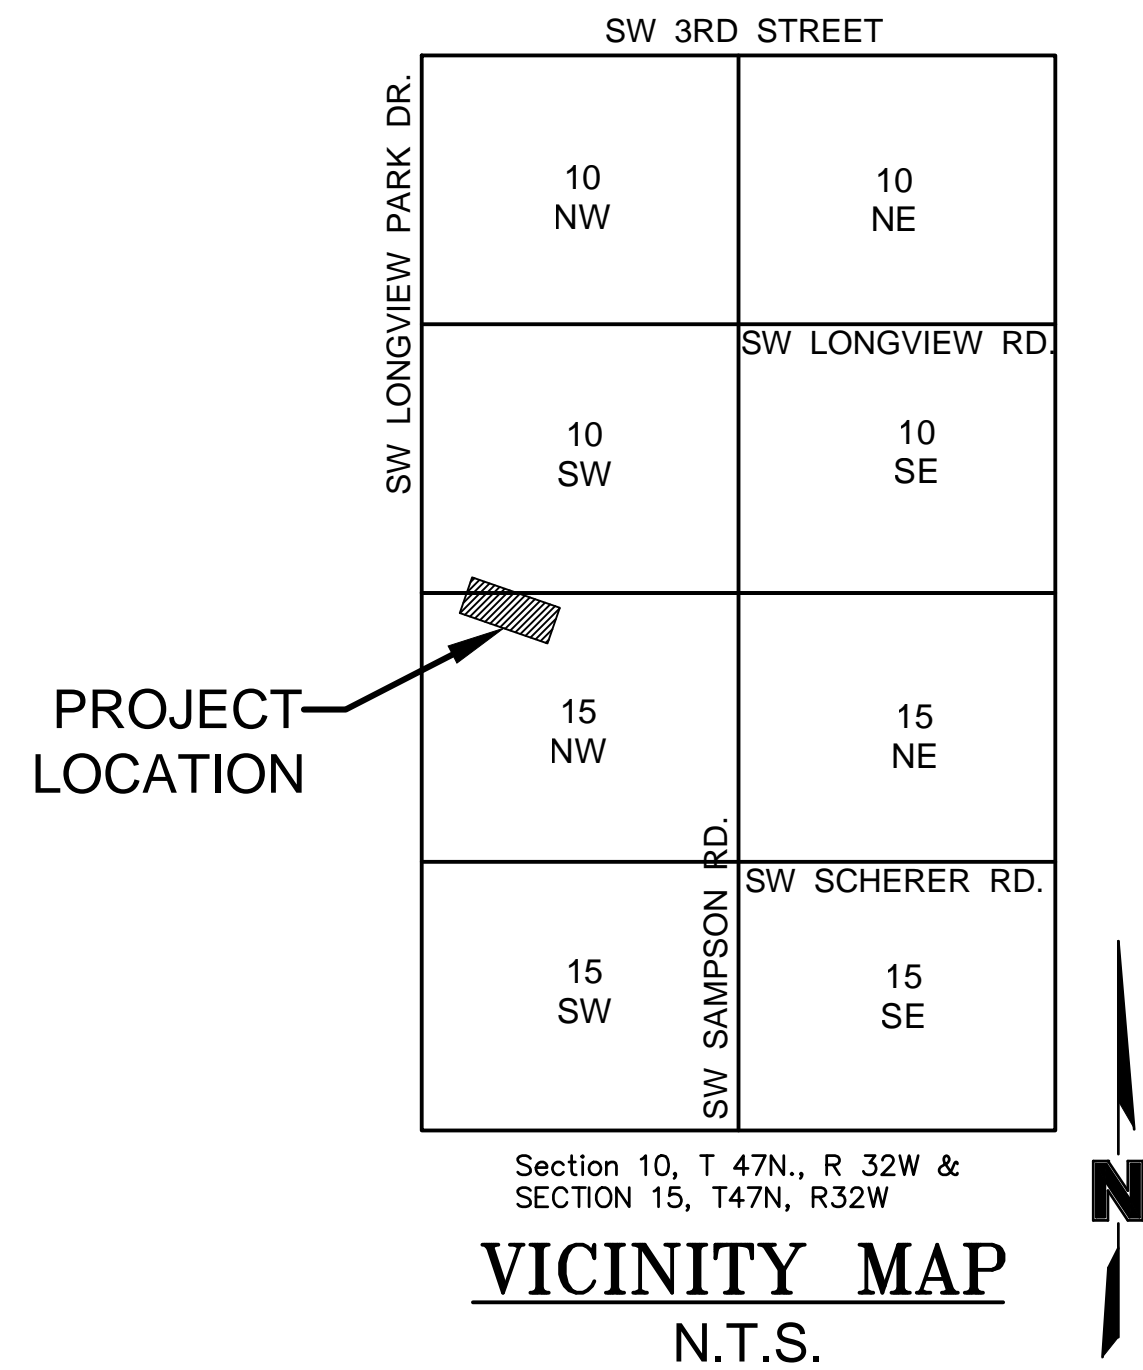 SW 3RD STREET
SW LONGVIEW PARK DR.
10
NW
10
NE
SW LONGVIEW RD.
10
SW
10
SE
PROJECT
LOCATION
15
NW
15
NE
SW SAMPSON RD.
SW SCHERER RD.
15
SW
15
SE
Section 10, T 47N., R 32W &
SECTION 15, T47N, R32W
VICINITY MAP
N.T.S.
N